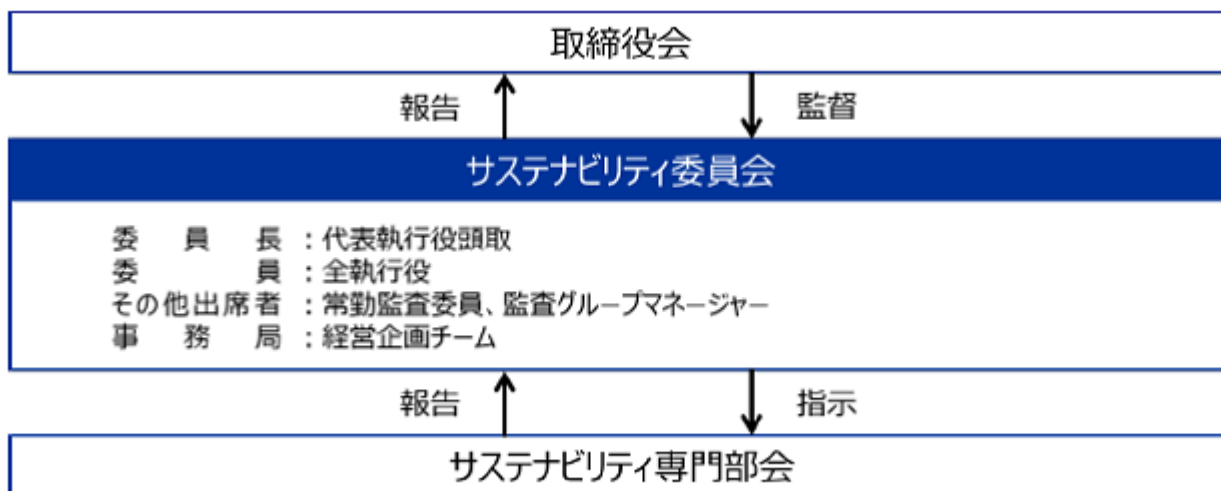 取締役会
報告 監督
サステナビリティ委員会
委員長：代表執行役頭取
委員：全執行役
その他出席者：常勤監査委員、監査グループマネージャー
事務局：経営企画チーム
報告 指示
サステナビリティ専門部会